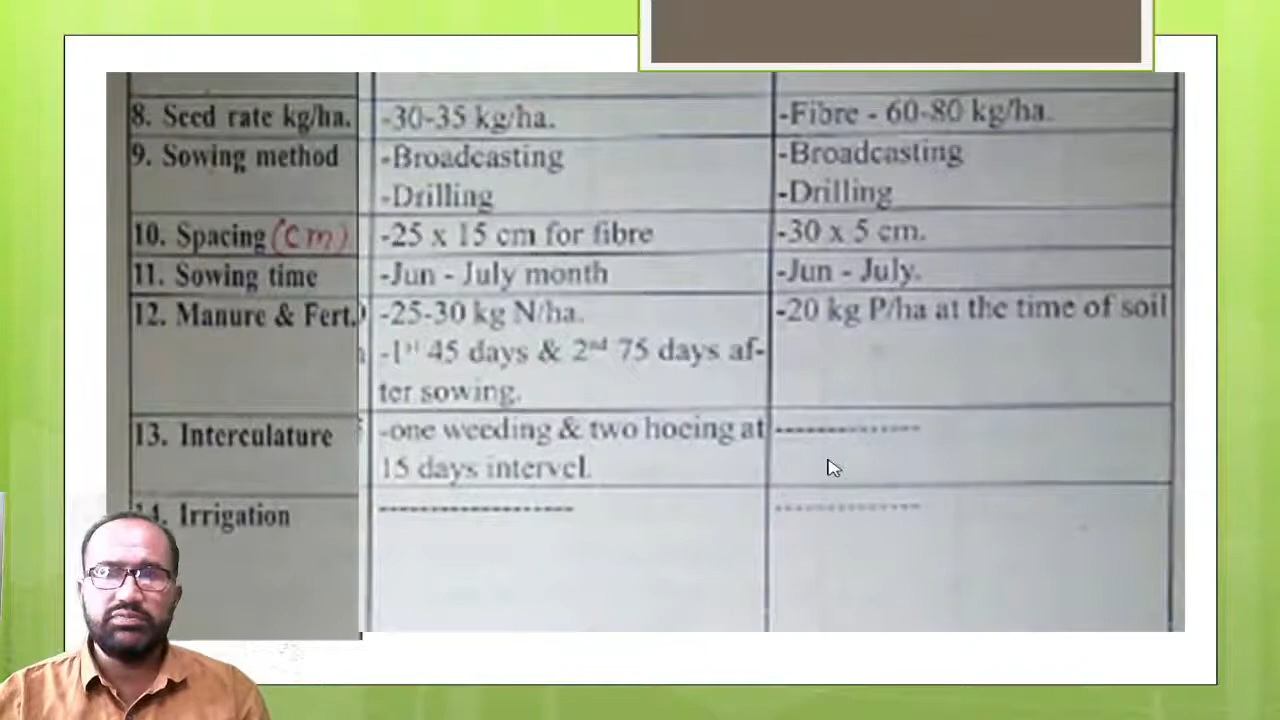 8. Seed rate kg/ha. -30-35 kg/ha. -Fibre - 60-80 kg/ha.
9. Sowing method -Broadcasting -Broadcasting
-Drilling -Drilling
10. Spacing (cm) -25 x 15 cm for fibre -30 x 5 cm.
11. Sowing time -Jun - July month -Jun - July.
12. Manure & Fert. -25-30 kg N/ha. -20 kg P/ha at the time of soil
-1st 45 days & 2nd 75 days af-
ter sowing.
13. Interculature -one weeding & two hoeing at -------------
15 days intervel.
14. Irrigation ------------------ -------------